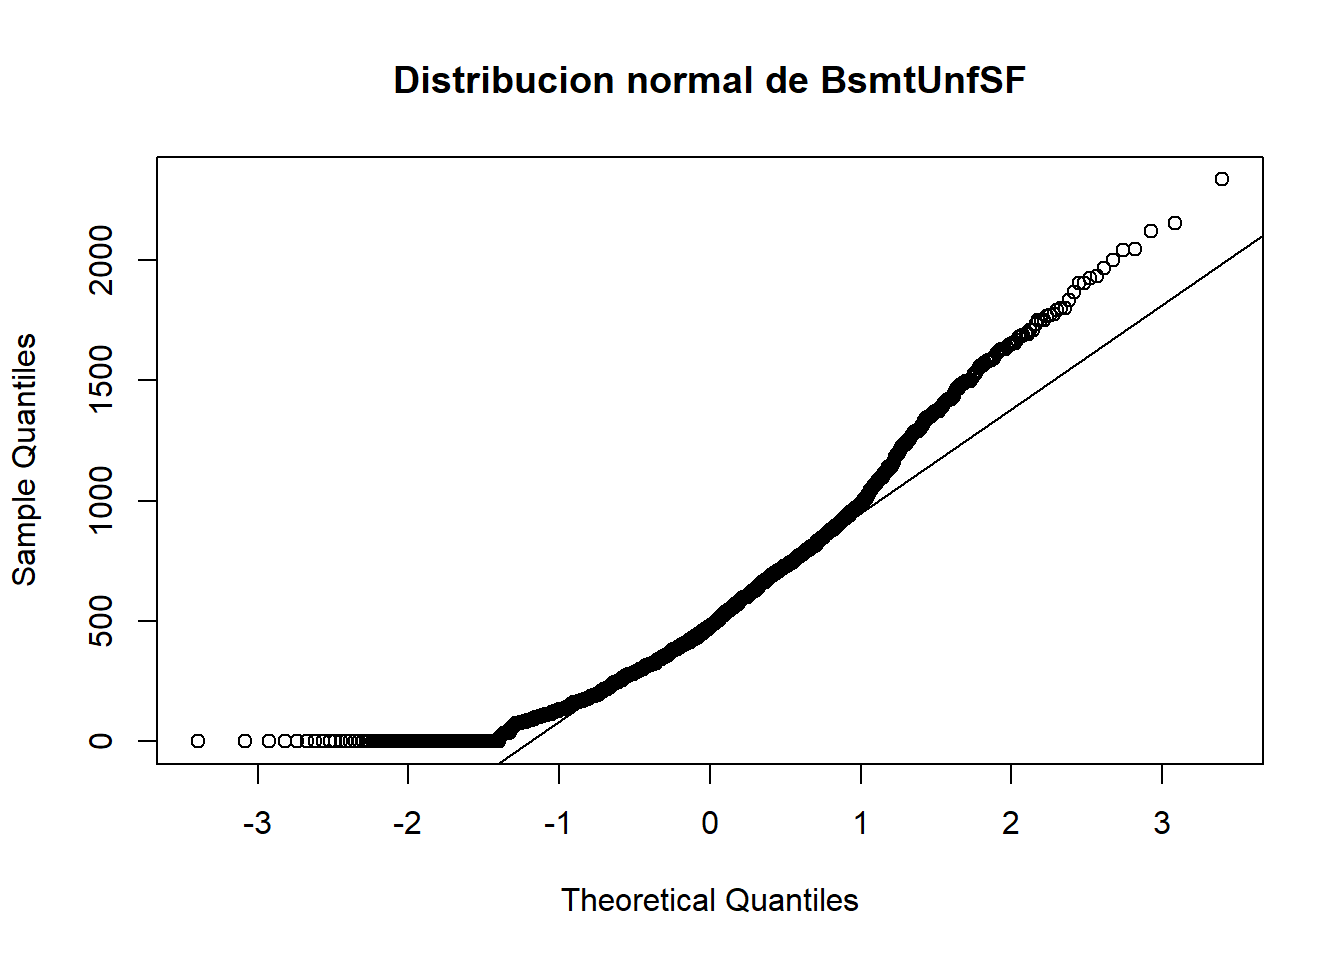 Distribucion normal de BsmtUnfSF
Sample Quantiles
2000
1500
1000
500
0
-3 -2 -1 0 1 2 3
Theoretical Quantiles